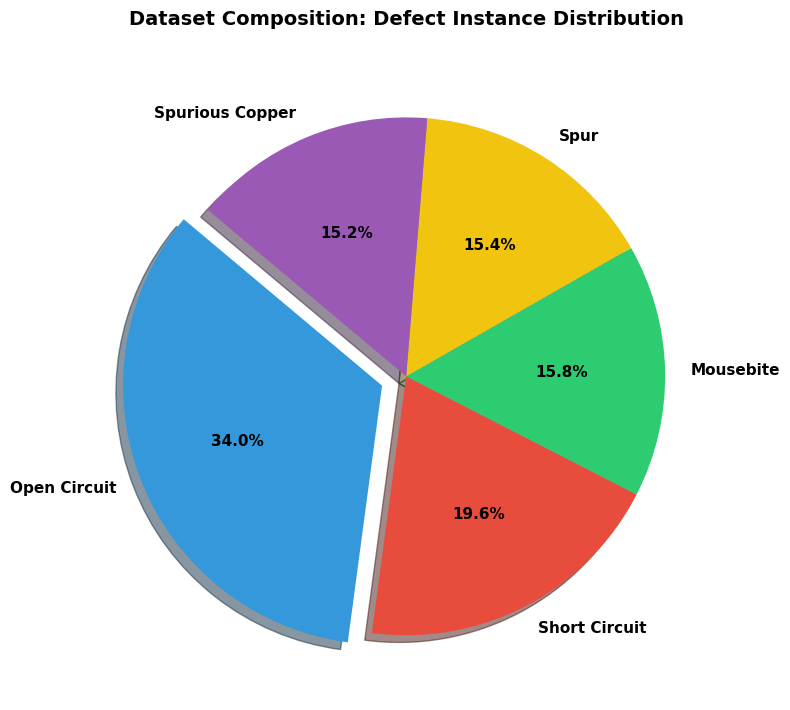 Dataset Composition: Defect Instance Distribution
Spurious Copper
Spur
15.2%
15.4%
Mousebite
15.8%
34.0%
Open Circuit
19.6%
Short Circuit